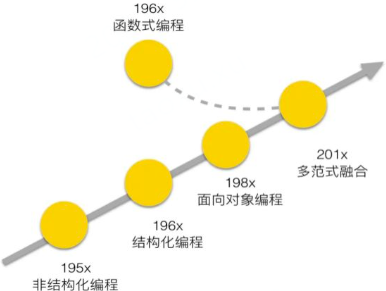 196x
函数式编程
201x
多范式融合
198x
面向对象编程
196x
结构化编程
195x
非结构化编程